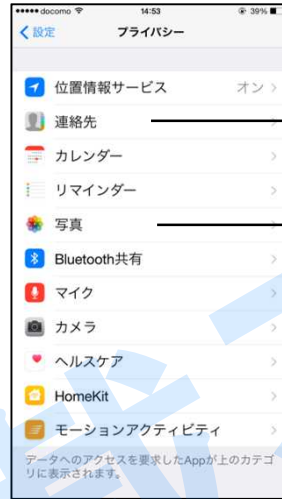 docomo 14:53 39%
設定 プライバシー
位置情報サービス オン
連絡先
カレンダー
リマインダー
写真
Bluetooth共有
マイク
カメラ
ヘルスケア
HomeKit
モーションアクティビティ
データへのアクセスを要求したAppが上のカテゴ
リに表示されます。